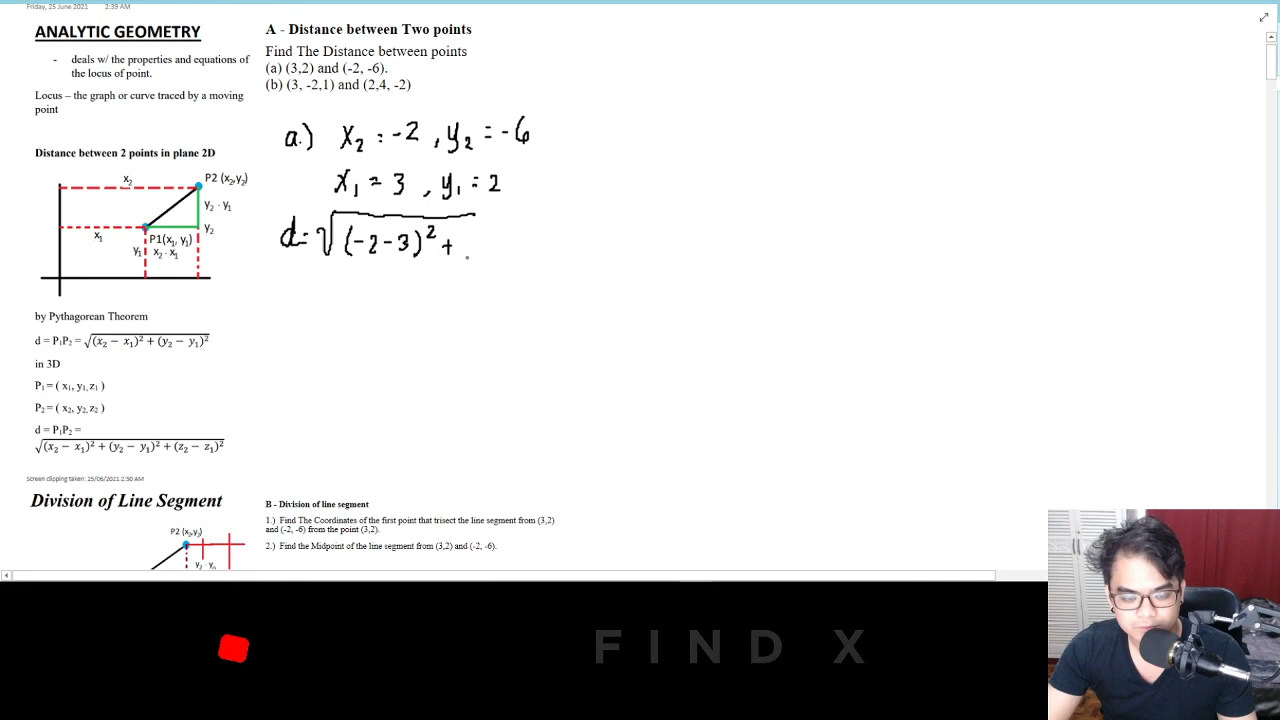 Friday, 25 June 2021 2:39 AM
ANALYTIC GEOMETRY
- deals w/ the properties and equations of
the locus of point.
Locus – the graph or curve traced by a moving
point
Distance between 2 points in plane 2D
x₂
P2 (x₂,y₂)
y₂ - y₁
y₂
x₁
P1(x₁, y₁)
y₁
x₂ - x₁
by Pythagorean Theorem
d = P₁P₂ = √(x₂ − x₁)² + (y₂ − y₁)²
in 3D
P₁ = ( x₁, y₁, z₁ )
P₂ = ( x₂, y₂, z₂ )
d = P₁P₂ =
√(x₂ − x₁)² + (y₂ − y₁)² + (z₂ − z₁)²
Screen clipping taken: 25/06/2021 2:50 AM
Division of Line Segment
P2 (x₂,y₂)
A - Distance between Two points
Find The Distance between points
(a) (3,2) and (-2, -6).
(b) (3, -2,1) and (2,4, -2)
a.) x₂ = -2 , y₂ = -6
x₁ = 3 , y₁ = 2
d = √(-2-3)² +
B - Division of line segment
1.) Find The Coordinates of the first point that trisect the line segment from (3,2)
and (-2, -6) from the point (3,2).
2.) Find the Midpoint of the line segment from (3,2) and (-2, -6).
FIND X